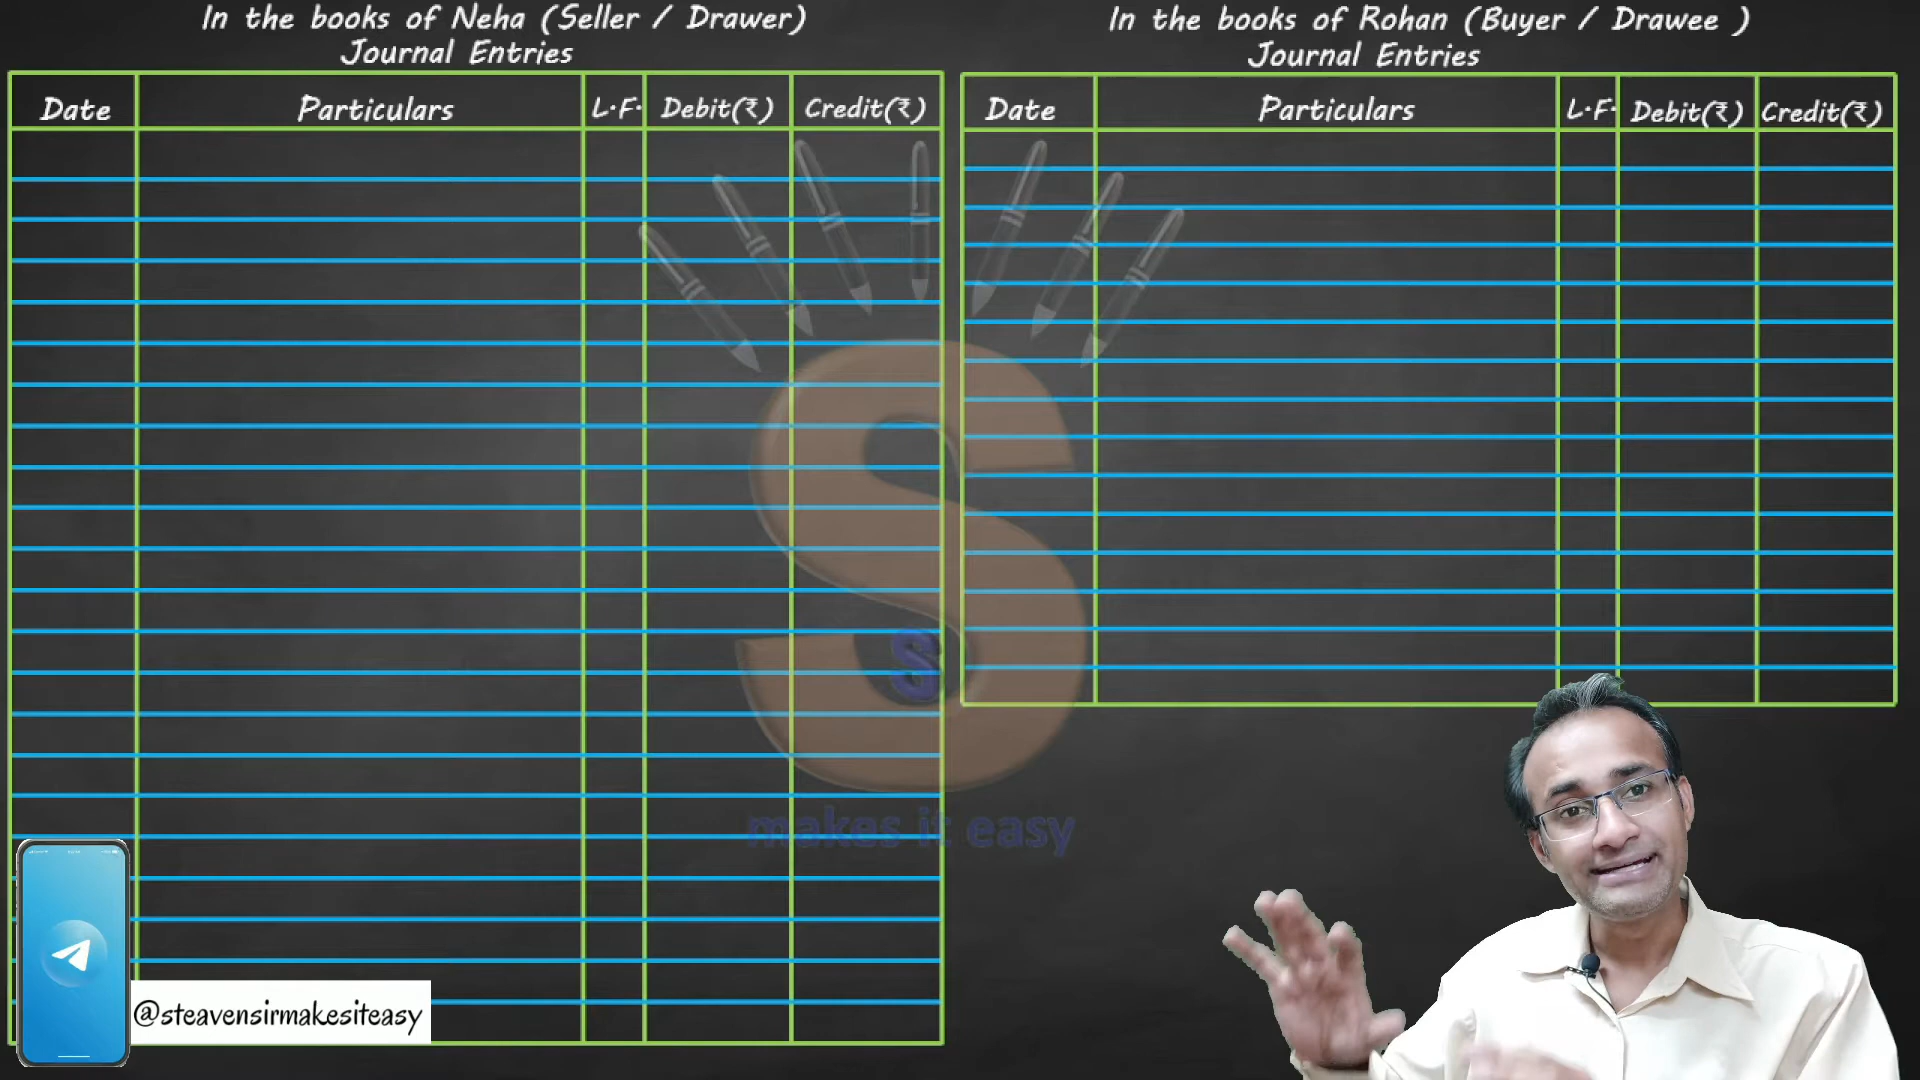 In the books of Neha (Seller / Drawer)
Journal Entries
Date Particulars L.F. Debit(₹) Credit(₹)
In the books of Rohan (Buyer / Drawee )
Journal Entries
Date Particulars L.F. Debit(₹) Credit(₹)
S
S
makes it easy
@steavensirmakesiteasy